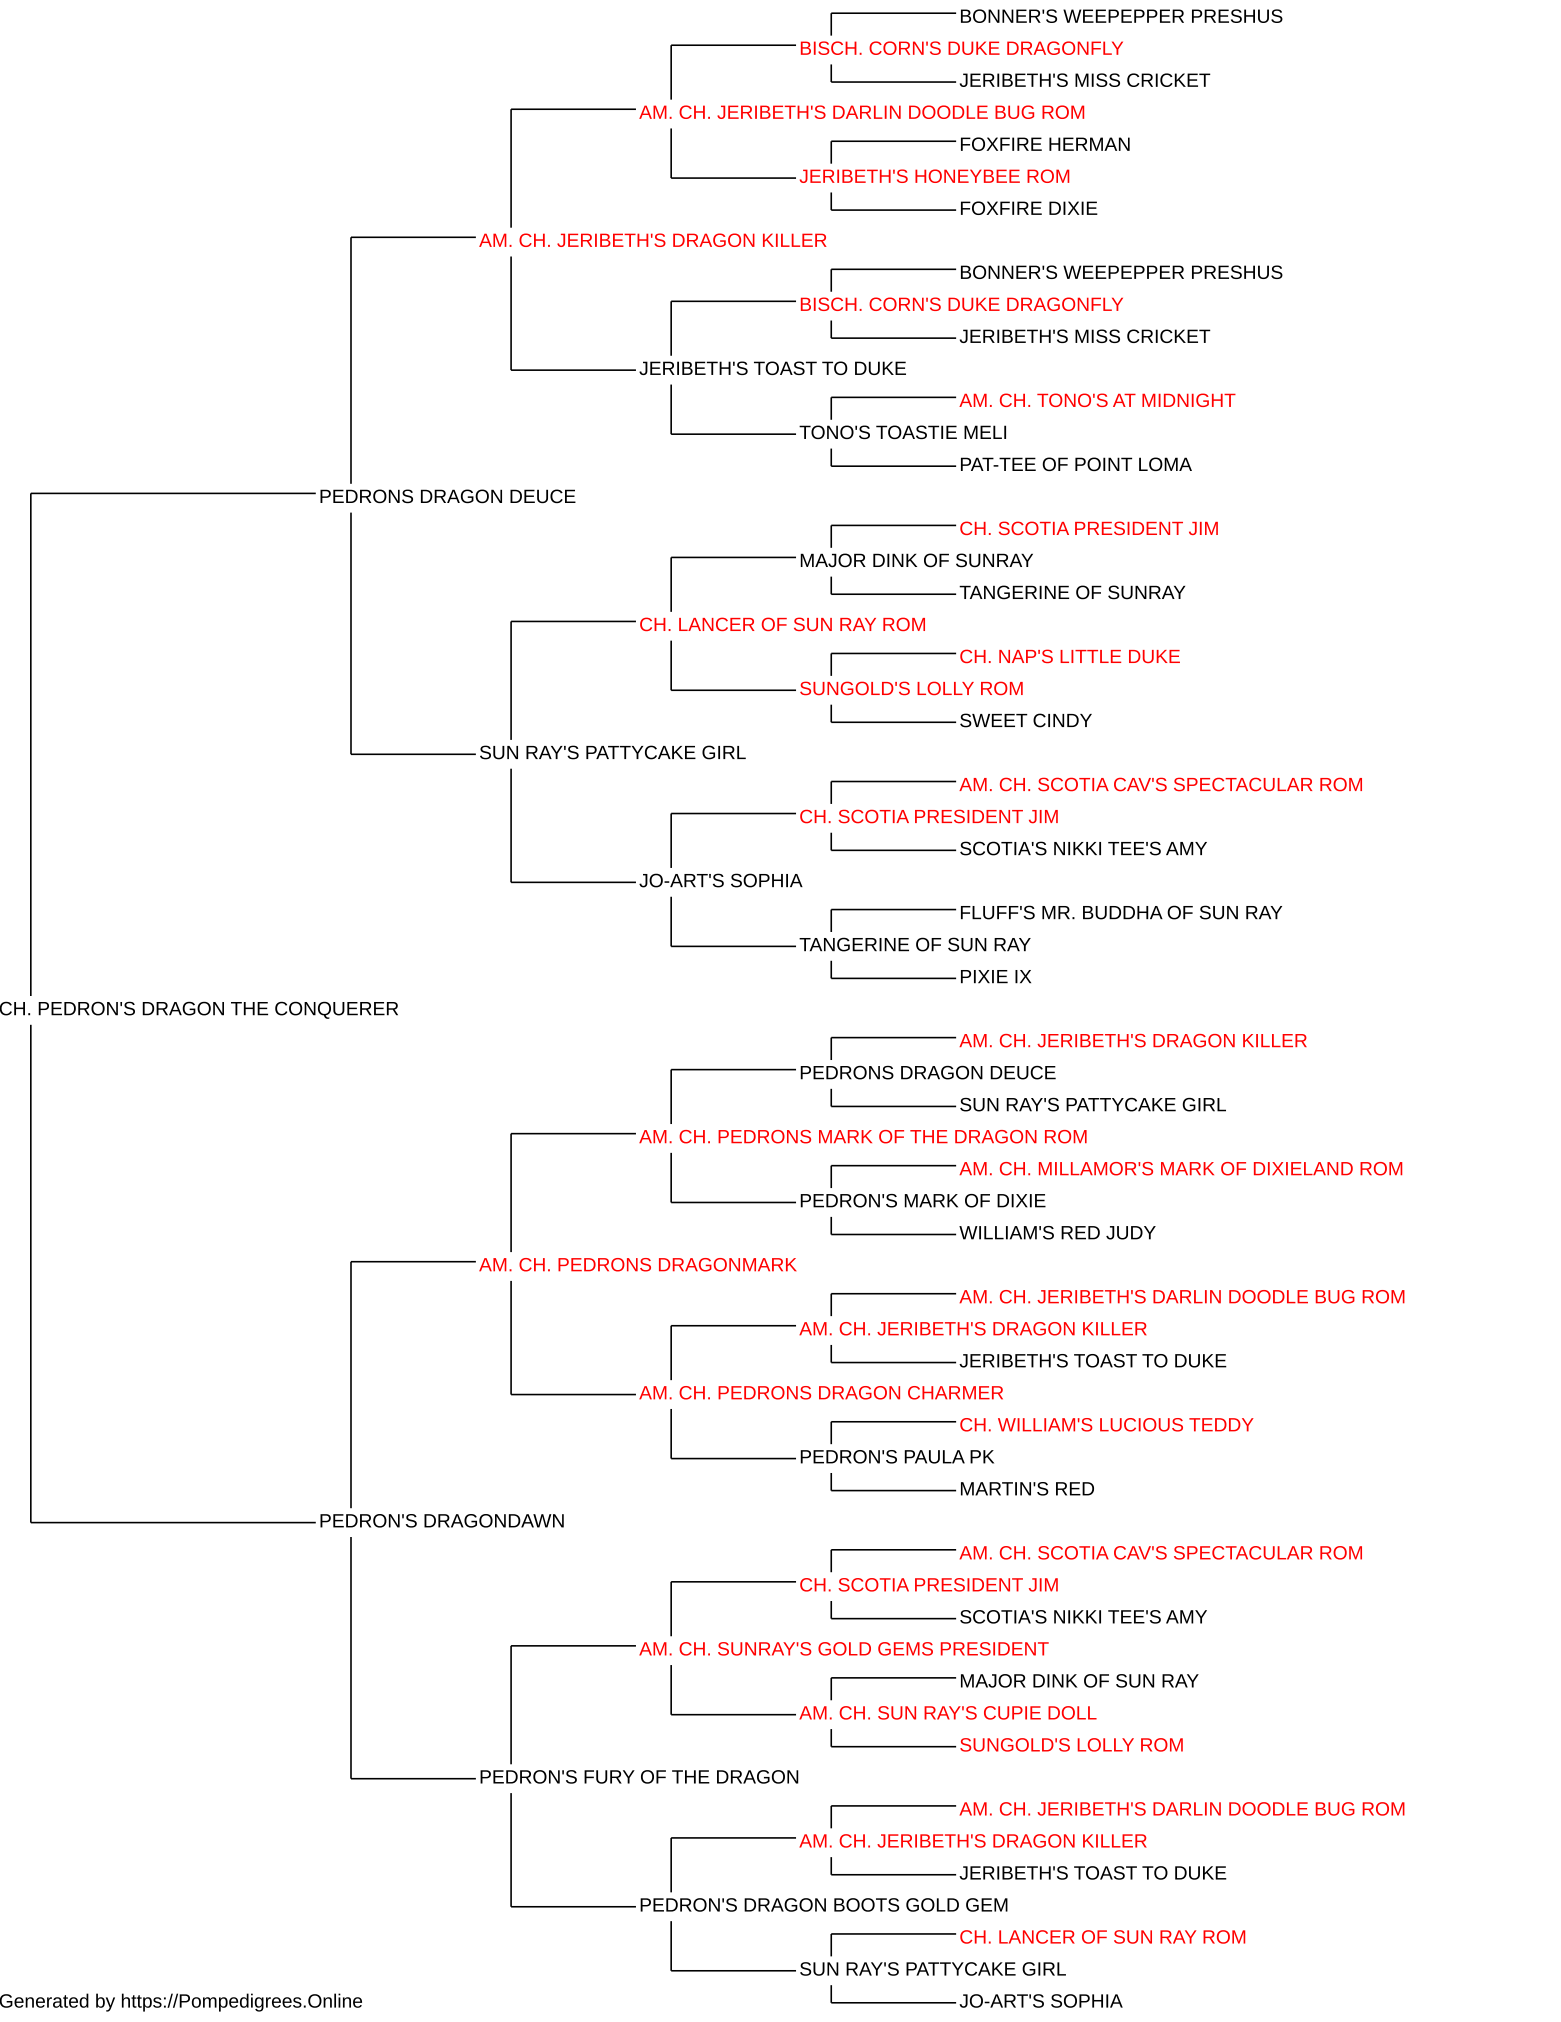 BONNER'S WEEPEPPER PRESHUS
BISCH. CORN'S DUKE DRAGONFLY
JERIBETH'S MISS CRICKET
AM. CH. JERIBETH'S DARLIN DOODLE BUG ROM
FOXFIRE HERMAN
JERIBETH'S HONEYBEE ROM
FOXFIRE DIXIE
AM. CH. JERIBETH'S DRAGON KILLER
BONNER'S WEEPEPPER PRESHUS
BISCH. CORN'S DUKE DRAGONFLY
JERIBETH'S MISS CRICKET
JERIBETH'S TOAST TO DUKE
AM. CH. TONO'S AT MIDNIGHT
TONO'S TOASTIE MELI
PAT-TEE OF POINT LOMA
PEDRONS DRAGON DEUCE
CH. SCOTIA PRESIDENT JIM
MAJOR DINK OF SUNRAY
TANGERINE OF SUNRAY
CH. LANCER OF SUN RAY ROM
CH. NAP'S LITTLE DUKE
SUNGOLD'S LOLLY ROM
SWEET CINDY
SUN RAY'S PATTYCAKE GIRL
AM. CH. SCOTIA CAV'S SPECTACULAR ROM
CH. SCOTIA PRESIDENT JIM
SCOTIA'S NIKKI TEE'S AMY
JO-ART'S SOPHIA
FLUFF'S MR. BUDDHA OF SUN RAY
TANGERINE OF SUN RAY
PIXIE IX
CH. PEDRON'S DRAGON THE CONQUERER
AM. CH. JERIBETH'S DRAGON KILLER
PEDRONS DRAGON DEUCE
SUN RAY'S PATTYCAKE GIRL
AM. CH. PEDRONS MARK OF THE DRAGON ROM
AM. CH. MILLAMOR'S MARK OF DIXIELAND ROM
PEDRON'S MARK OF DIXIE
WILLIAM'S RED JUDY
AM. CH. PEDRONS DRAGONMARK
AM. CH. JERIBETH'S DARLIN DOODLE BUG ROM
AM. CH. JERIBETH'S DRAGON KILLER
JERIBETH'S TOAST TO DUKE
AM. CH. PEDRONS DRAGON CHARMER
CH. WILLIAM'S LUCIOUS TEDDY
PEDRON'S PAULA PK
MARTIN'S RED
PEDRON'S DRAGONDAWN
AM. CH. SCOTIA CAV'S SPECTACULAR ROM
CH. SCOTIA PRESIDENT JIM
SCOTIA'S NIKKI TEE'S AMY
AM. CH. SUNRAY'S GOLD GEMS PRESIDENT
MAJOR DINK OF SUN RAY
AM. CH. SUN RAY'S CUPIE DOLL
SUNGOLD'S LOLLY ROM
PEDRON'S FURY OF THE DRAGON
AM. CH. JERIBETH'S DARLIN DOODLE BUG ROM
AM. CH. JERIBETH'S DRAGON KILLER
JERIBETH'S TOAST TO DUKE
PEDRON'S DRAGON BOOTS GOLD GEM
CH. LANCER OF SUN RAY ROM
SUN RAY'S PATTYCAKE GIRL
JO-ART'S SOPHIA
Generated by https://Pompedigrees.Online